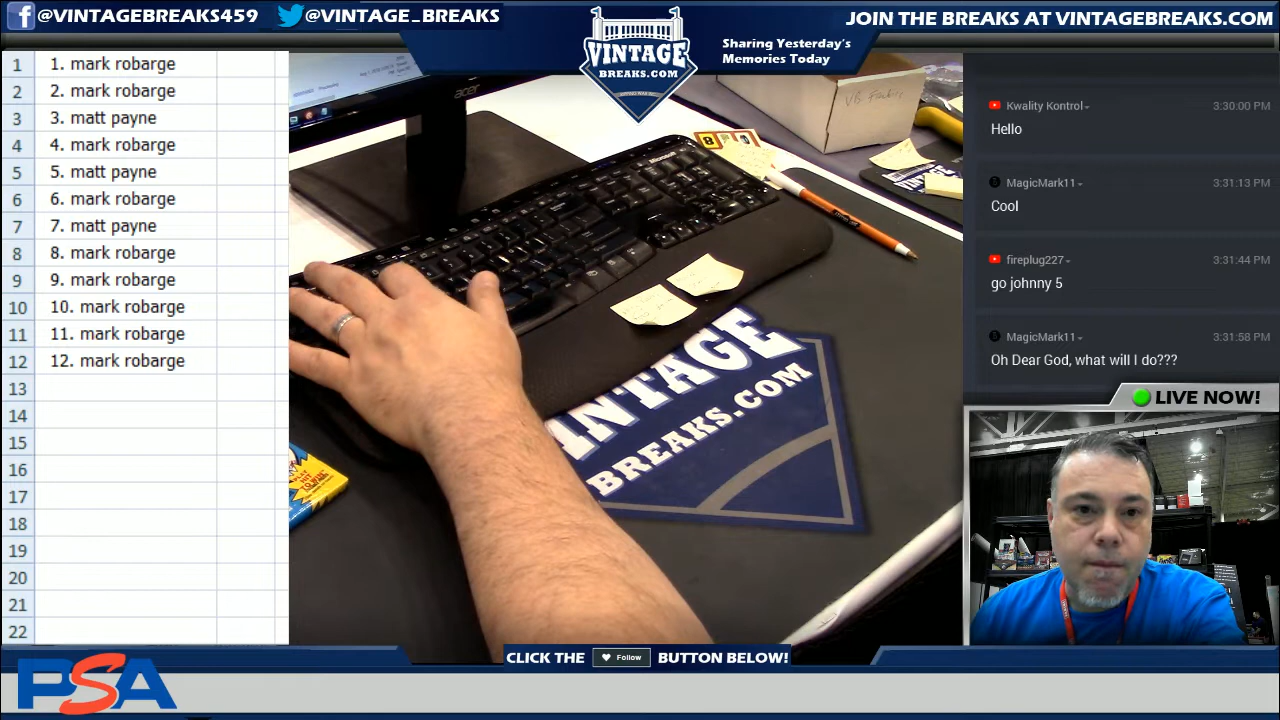 @VINTAGEBREAKS459 @VINTAGE_BREAKS
JOIN THE BREAKS AT VINTAGEBREAKS.COM
VINTAGE
BREAKS.COM
Sharing Yesterday's
Memories Today
1 1. mark robarge
2 2. mark robarge
3 3. matt payne
4 4. mark robarge
5 5. matt payne
6 6. mark robarge
7 7. matt payne
8 8. mark robarge
9 9. mark robarge
10 10. mark robarge
11 11. mark robarge
12 12. mark robarge
13
14
15
16
17
18
19
20
21
22
acer
Microsoft
8
VINTAGE
BREAKS.COM
Kwality Kontrol 3:30:00 PM
Hello
MagicMark11 3:31:13 PM
Cool
fireplug227 3:31:44 PM
go johnny 5
MagicMark11 3:31:58 PM
Oh Dear God, what will I do???
LIVE NOW!
CLICK THE Follow BUTTON BELOW!
PSA